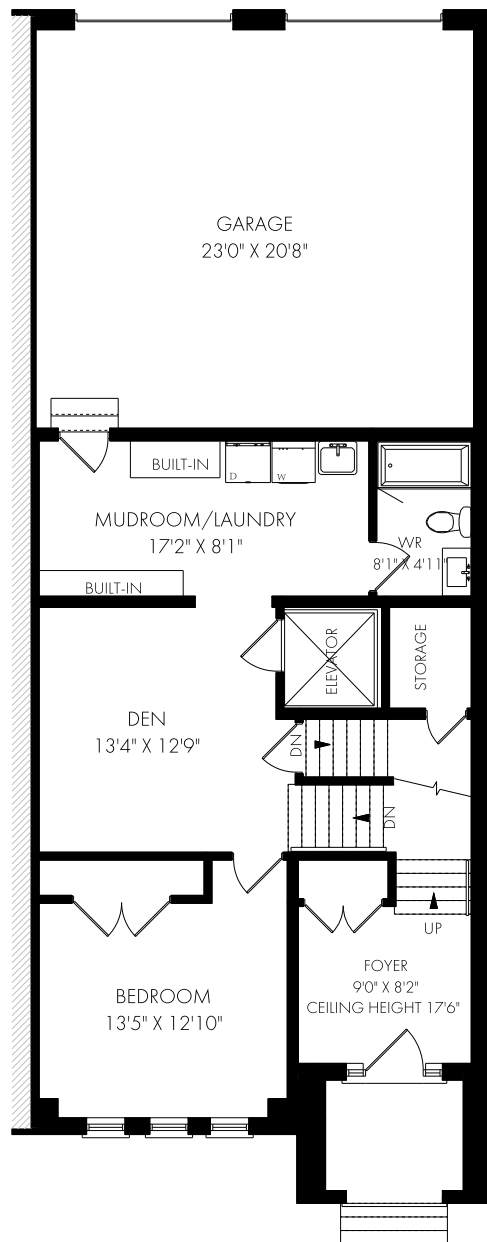 GARAGE
23'0" X 20'8"
BUILT-IN
D
W
MUDROOM/LAUNDRY
17'2" X 8'1"
WR
8'1" X 4'11"
BUILT-IN
ELEVATOR
STORAGE
DEN
13'4" X 12'9"
DN
DN
UP
FOYER
9'0" X 8'2"
CEILING HEIGHT 17'6"
BEDROOM
13'5" X 12'10"